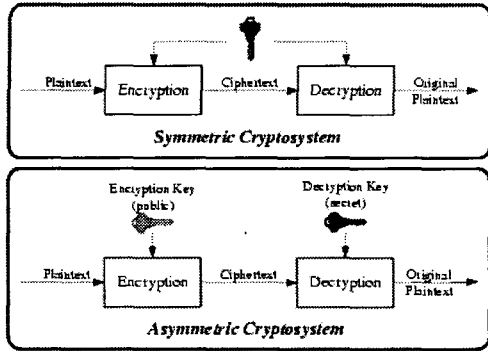 Plaintext
Encryption
Ciphertext
Decryption
Original
Plaintext
Symmetric Cryptosystem
Encryption Key
(public)
Decryption Key
(secret)
Plaintext
Encryption
Ciphertext
Decryption
Original
Plaintext
Asymmetric Cryptosystem